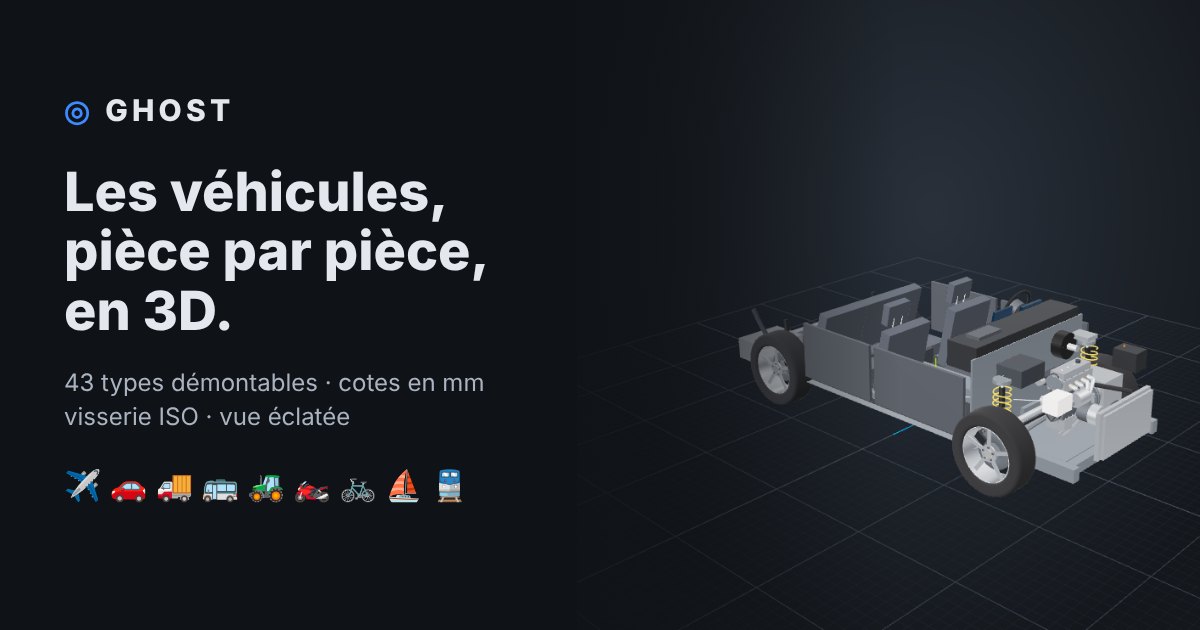 GHOST
Les véhicules,
pièce par pièce,
en 3D.
43 types démontables · cotes en mm
visserie ISO · vue éclatée